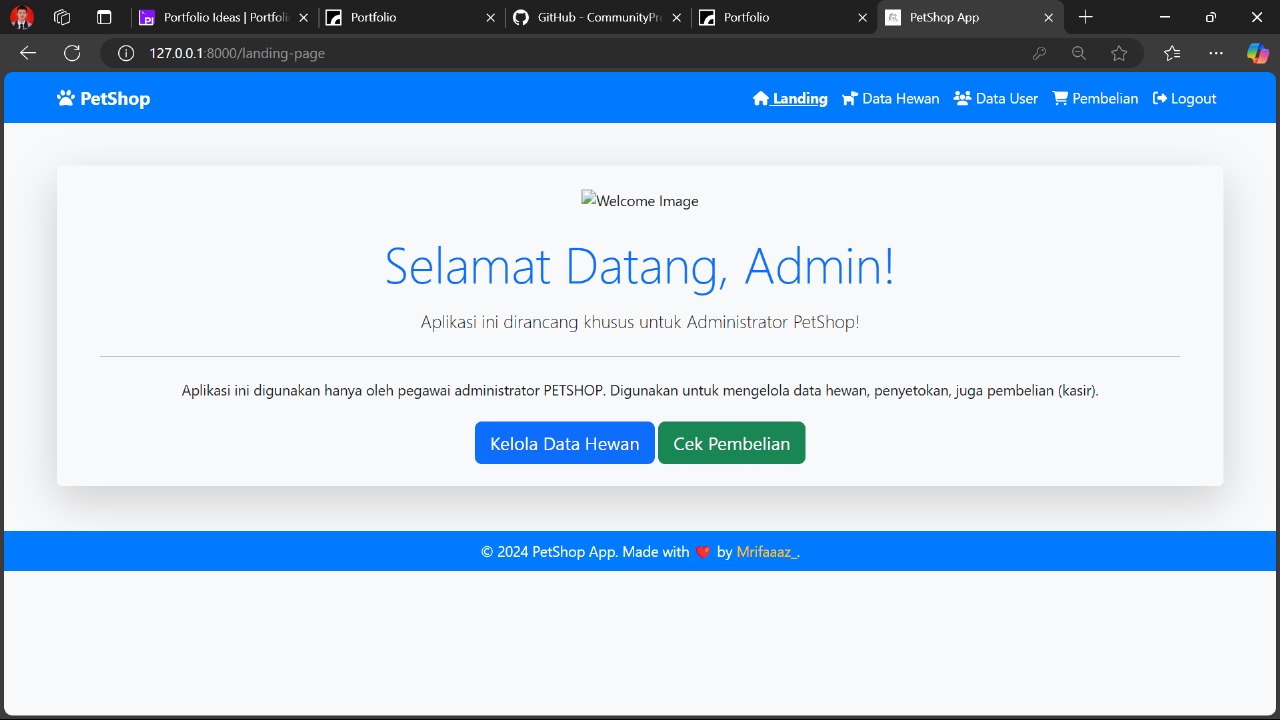 Portfolio Ideas | Portfoli
Portfolio
GitHub - CommunityPr
Portfolio
PetShop App
127.0.0.1:8000/landing-page
PetShop
Landing
Data Hewan
Data User
Pembelian
Logout
Welcome Image
Selamat Datang, Admin!
Aplikasi ini dirancang khusus untuk Administrator PetShop!
Aplikasi ini digunakan hanya oleh pegawai administrator PETSHOP. Digunakan untuk mengelola data hewan, penyetokan, juga pembelian (kasir).
Kelola Data Hewan
Cek Pembelian
© 2024 PetShop App. Made with ❤️ by Mrifaaaz_.